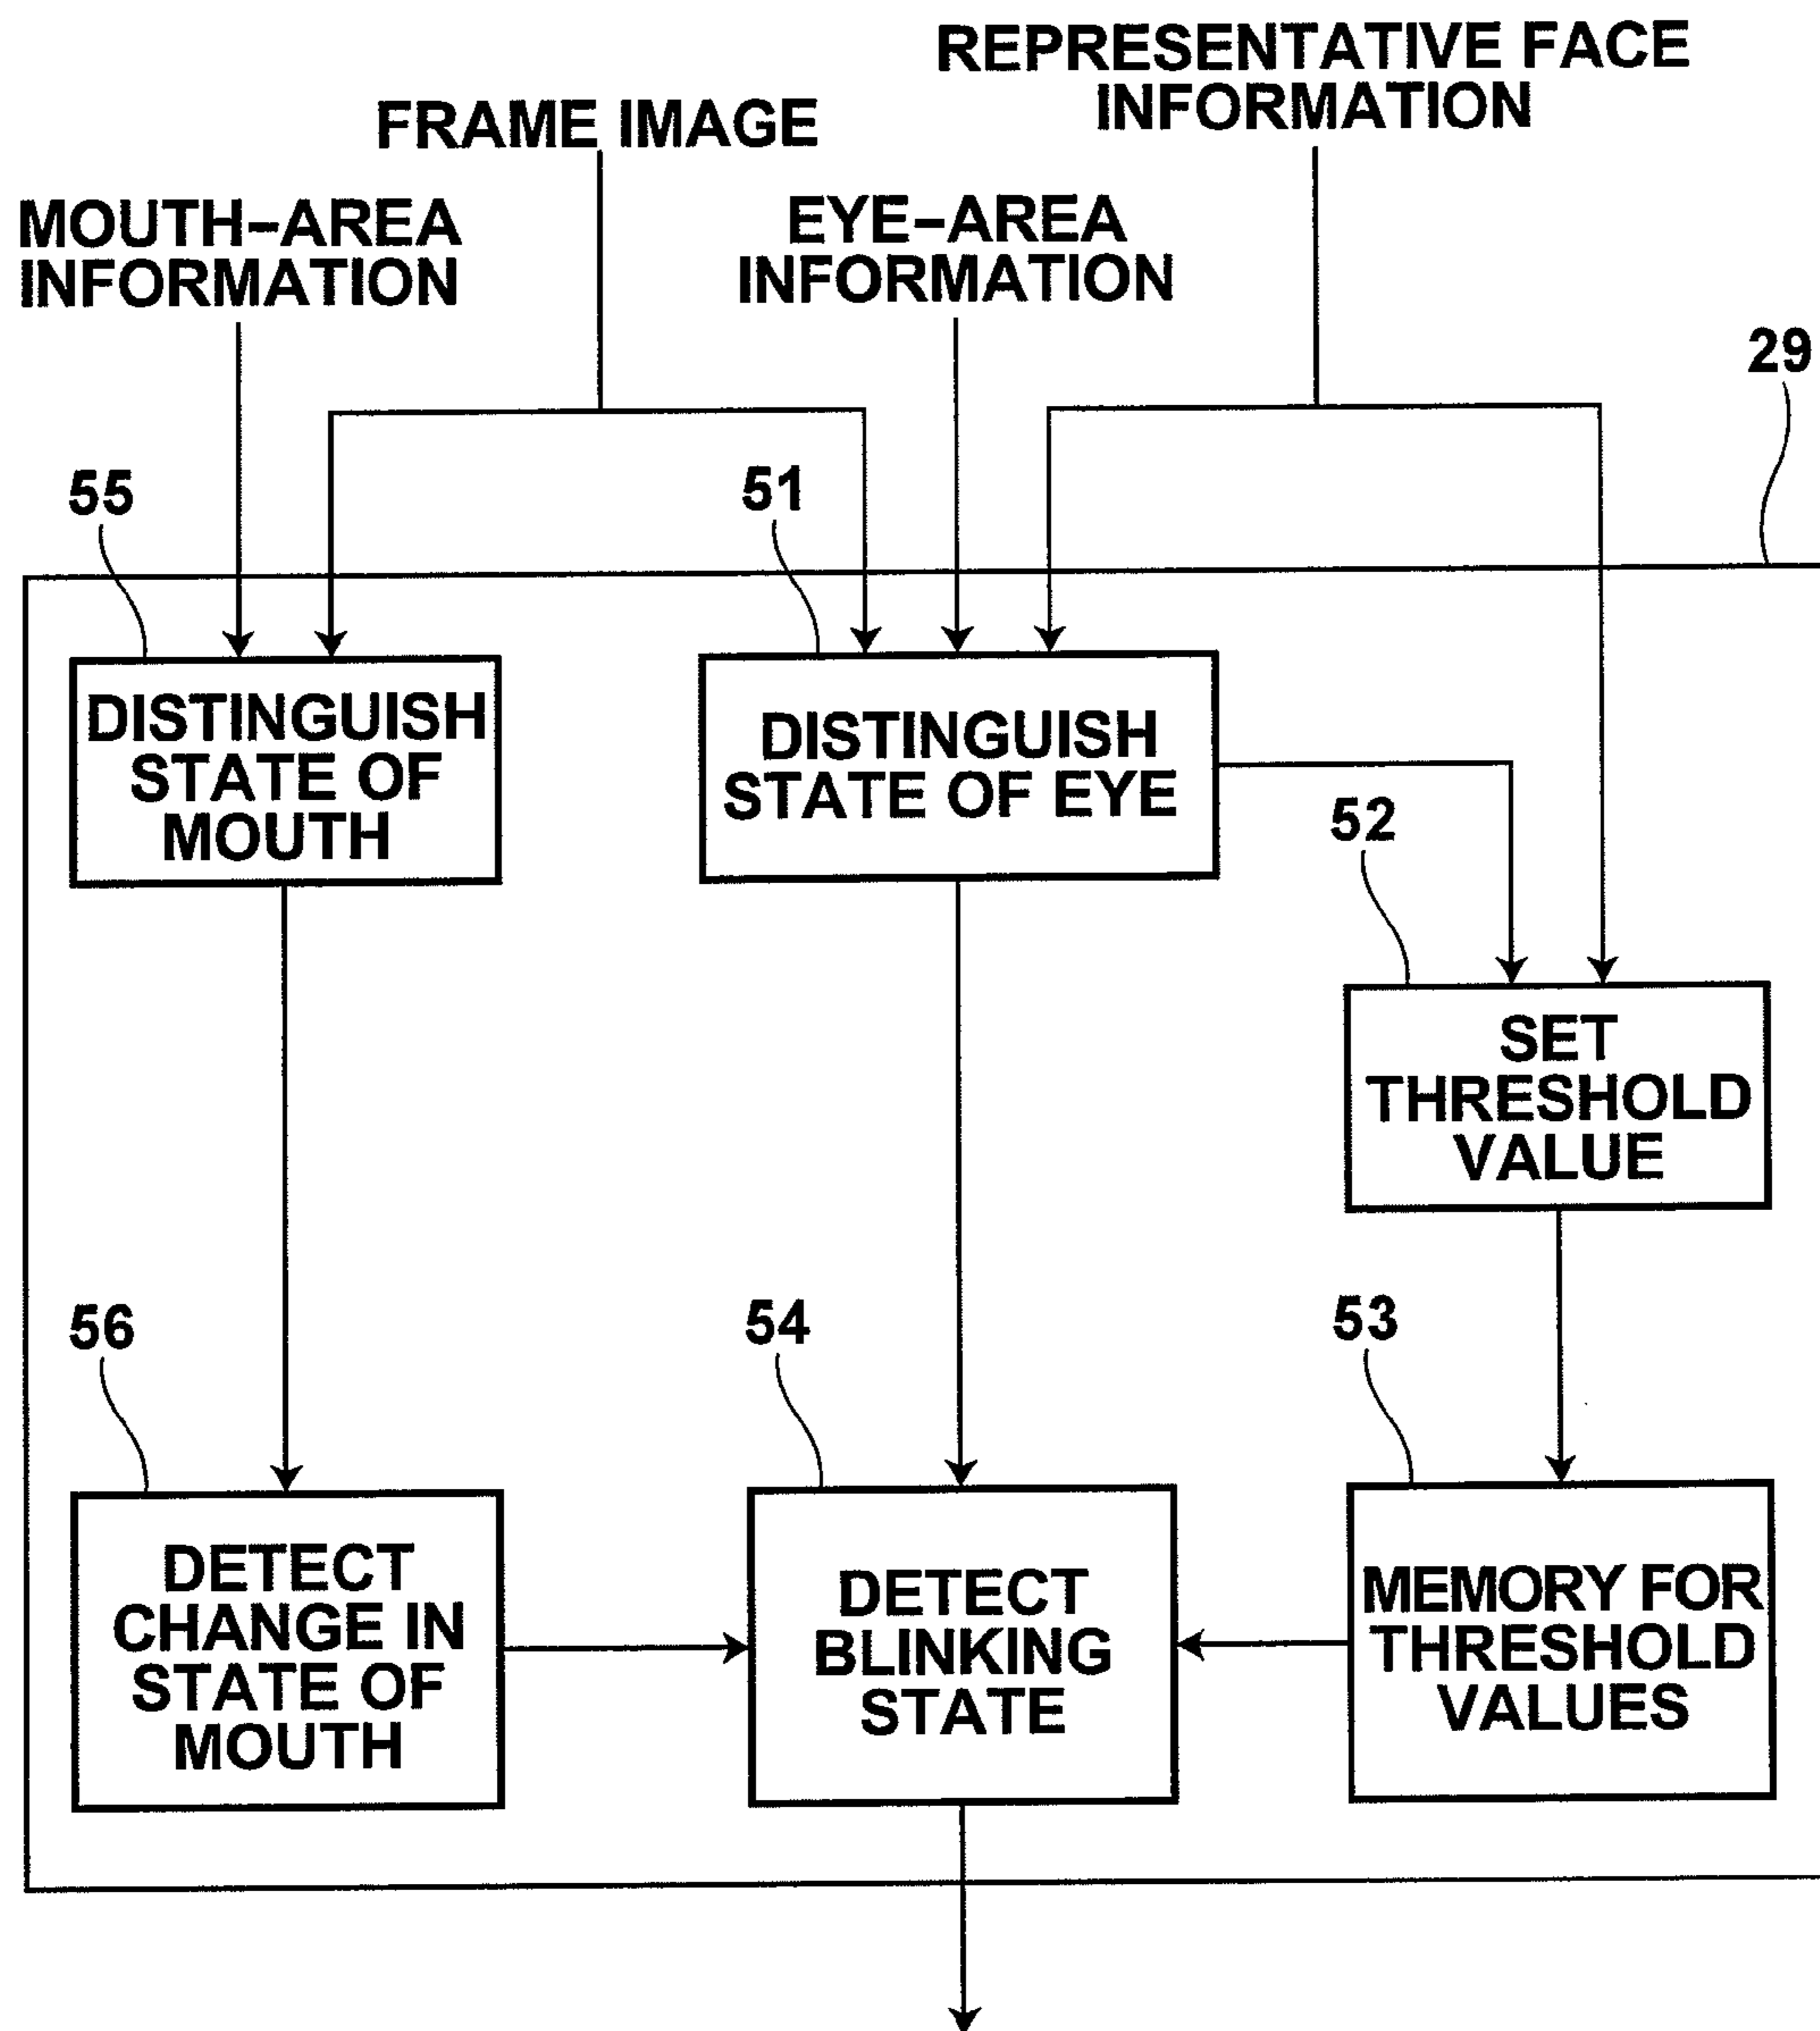 REPRESENTATIVE FACE
INFORMATION
FRAME IMAGE
MOUTH-AREA
INFORMATION
EYE-AREA
INFORMATION
29
55
51
DISTINGUISH
STATE OF
MOUTH
DISTINGUISH
STATE OF EYE
52
SET
THRESHOLD
VALUE
56
54
53
DETECT
CHANGE IN
STATE OF
MOUTH
DETECT
BLINKING
STATE
MEMORY FOR
THRESHOLD
VALUES